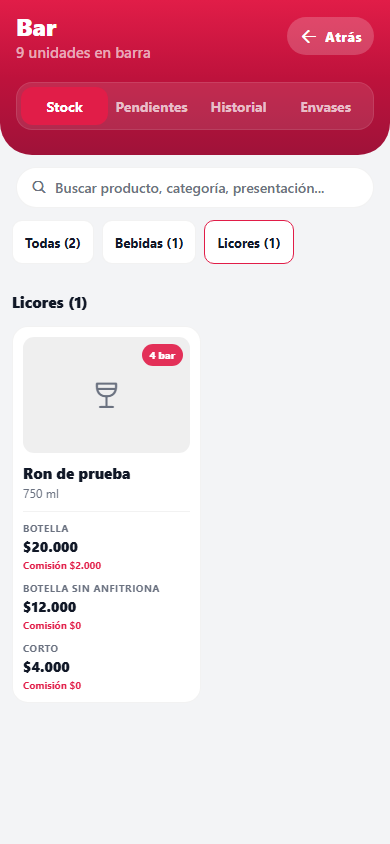 Bar
9 unidades en barra
Atrás
Stock
Pendientes
Historial
Envases
Buscar producto, categoría, presentación...
Todas (2)
Bebidas (1)
Licores (1)
Licores (1)
4 bar
Ron de prueba
750 ml
BOTELLA
$20.000
Comisión $2.000
BOTELLA SIN ANFITRIONA
$12.000
Comisión $0
CORTO
$4.000
Comisión $0